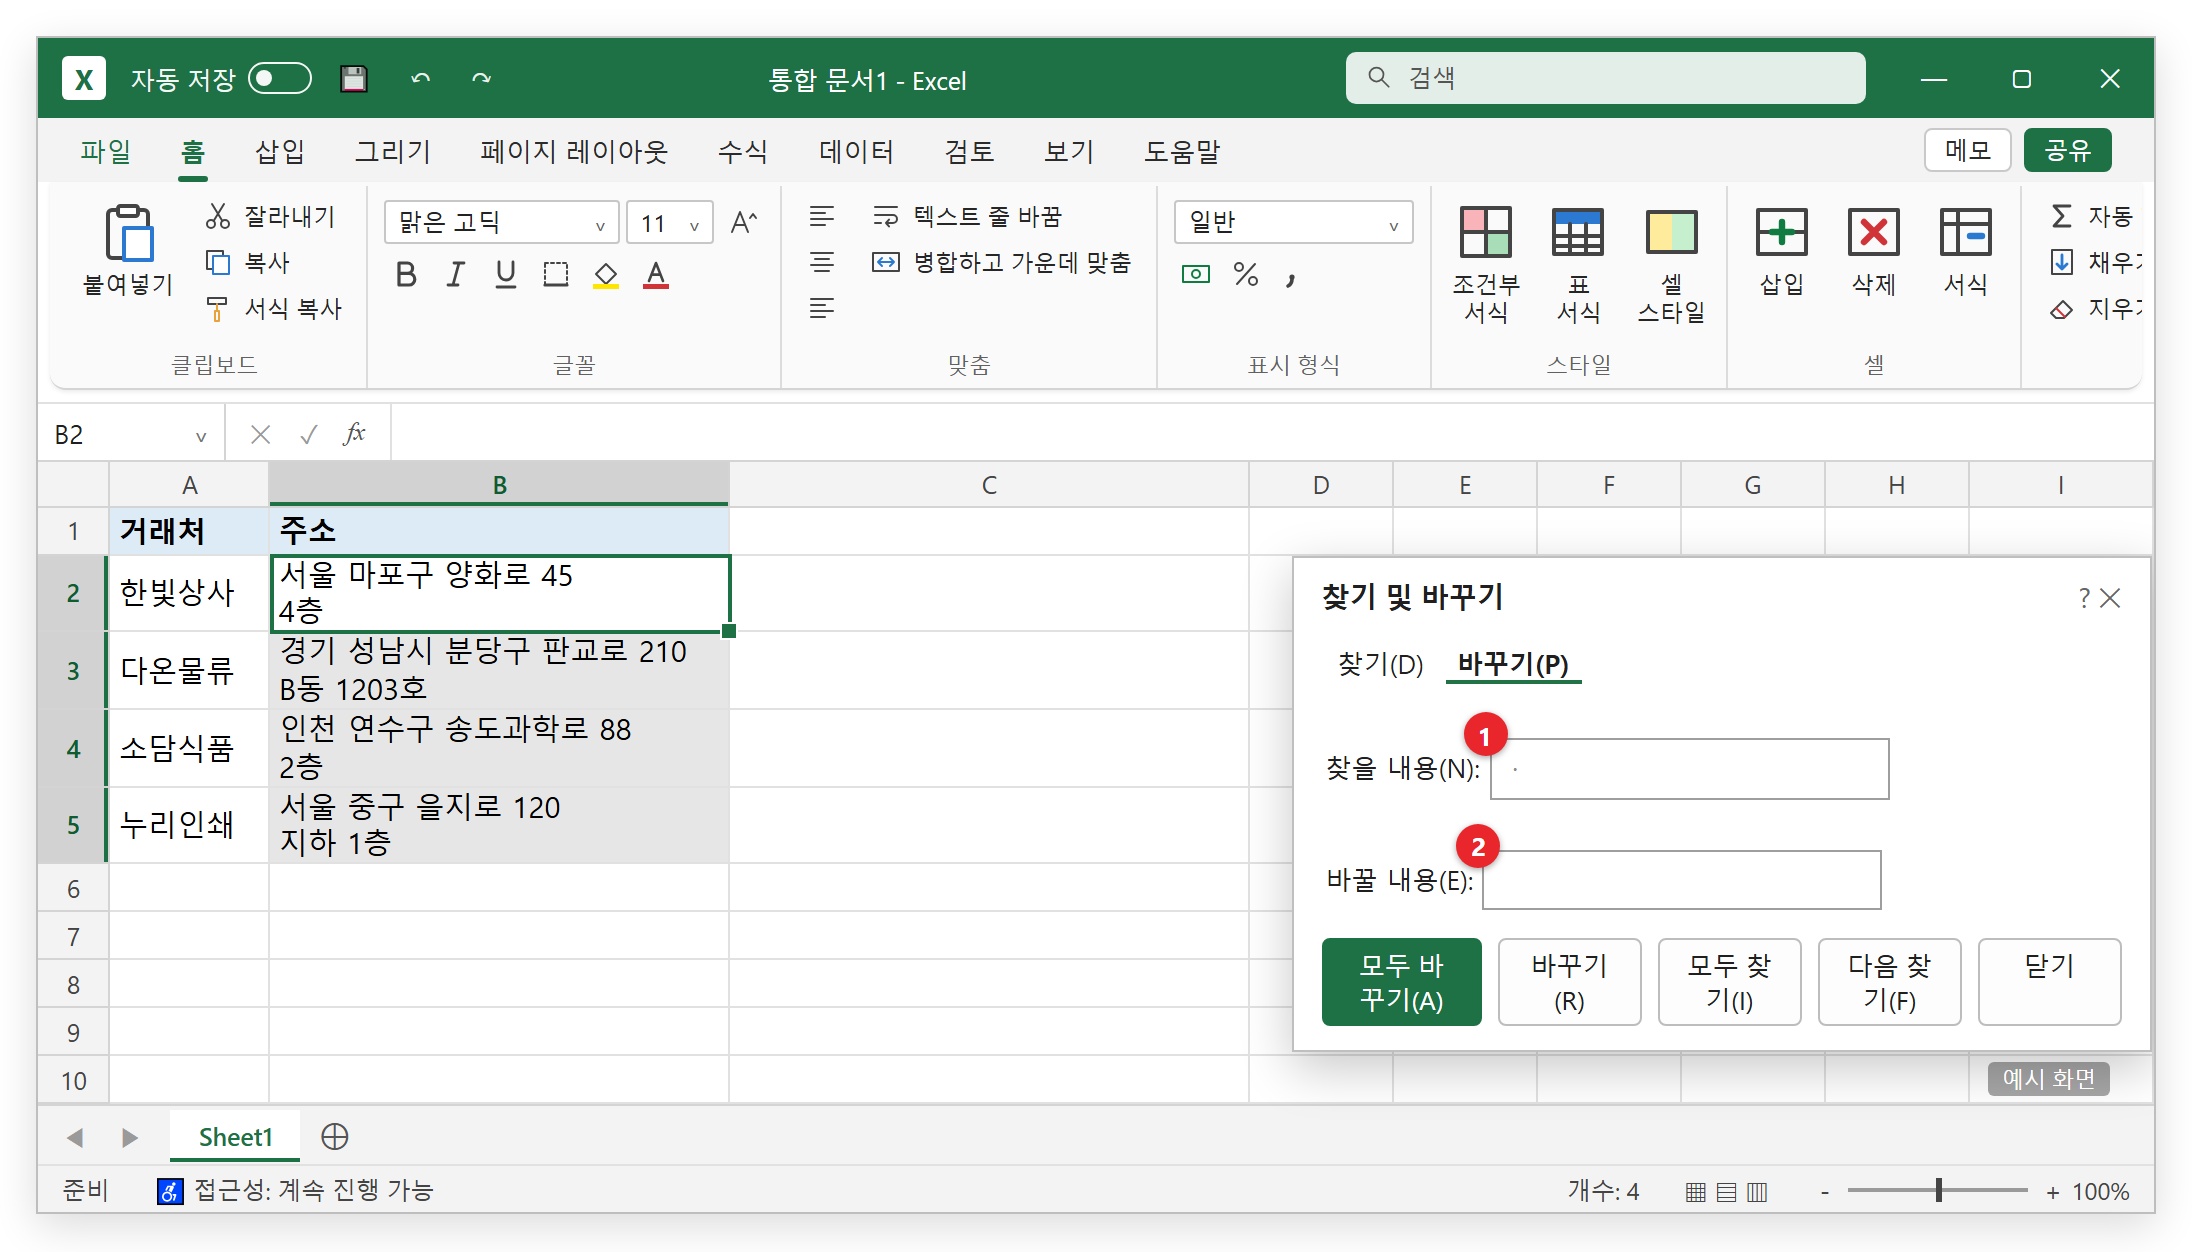 X 자동 저장
통합 문서1 - Excel
검색
파일 홈 삽입 그리기 페이지 레이아웃 수식 데이터 검토 보기 도움말
메모 공유
붙여넣기
잘라내기
복사
서식 복사
클립보드
맑은 고딕 11 A^
B I U A
글꼴
텍스트 줄 바꿈
병합하고 가운데 맞춤
맞춤
일반
% ,
표시 형식
조건부
서식
표
서식
셀
스타일
스타일
삽입 삭제 서식
셀
Σ 자동
채우
지우
B2 fx
A B C D E F G H I
1 거래처 주소
2 한빛상사 서울 마포구 양화로 45
4층
3 다온물류 경기 성남시 분당구 판교로 210
B동 1203호
4 소담식품 인천 연수구 송도과학로 88
2층
5 누리인쇄 서울 중구 을지로 120
지하 1층
6
7
8
9
10
찾기 및 바꾸기 ?
찾기(D) 바꾸기(P)
1
찾을 내용(N):
2
바꿀 내용(E):
모두 바
꾸기(A)
바꾸기
(R)
모두 찾
기(I)
다음 찾
기(F)
닫기
예시 화면
Sheet1
준비 접근성: 계속 진행 가능 개수: 4 - + 100%